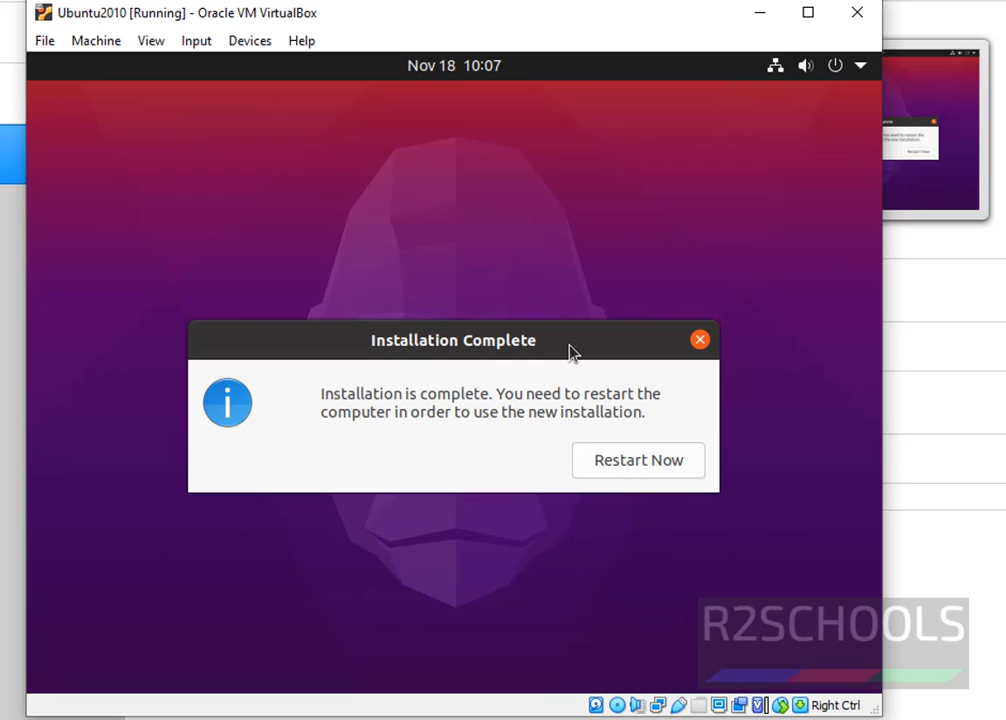 Ubuntu2010 [Running] - Oracle VM VirtualBox
File Machine View Input Devices Help
Nov 18 10:07
Installation Complete
Installation is complete. You need to restart the
computer in order to use the new installation.
Restart Now
R2SCHOOLS
Right Ctrl